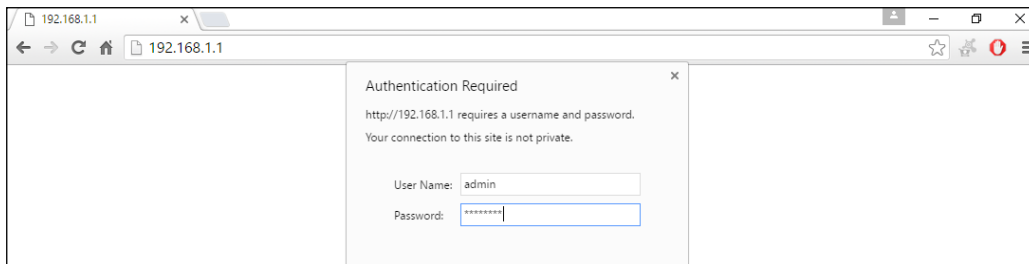 192.168.1.1
192.168.1.1
Authentication Required
http://192.168.1.1 requires a username and password.
Your connection to this site is not private.
User Name: admin
Password: ********